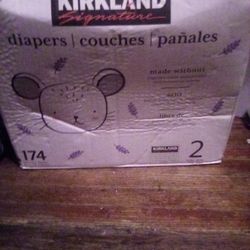 KIRKLAND
Signature
diapers | couches | pañales
made without
174
KIRKLAND
2